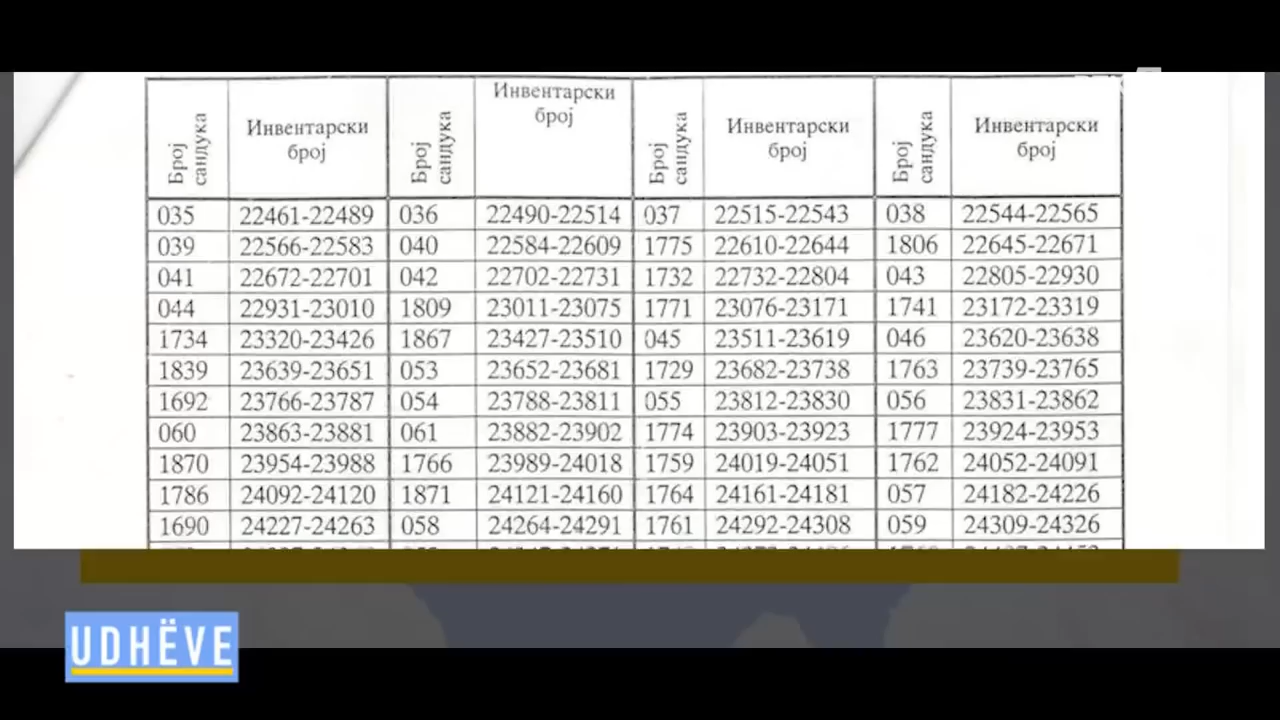 Број сандука Инвентарски број Број сандука Инвентарски број Број сандука Инвентарски број Број сандука Инвентарски број
035 22461-22489 036 22490-22514 037 22515-22543 038 22544-22565
039 22566-22583 040 22584-22609 1775 22610-22644 1806 22645-22671
041 22672-22701 042 22702-22731 1732 22732-22804 043 22805-22930
044 22931-23010 1809 23011-23075 1771 23076-23171 1741 23172-23319
1734 23320-23426 1867 23427-23510 045 23511-23619 046 23620-23638
1839 23639-23651 053 23652-23681 1729 23682-23738 1763 23739-23765
1692 23766-23787 054 23788-23811 055 23812-23830 056 23831-23862
060 23863-23881 061 23882-23902 1774 23903-23923 1777 23924-23953
1870 23954-23988 1766 23989-24018 1759 24019-24051 1762 24052-24091
1786 24092-24120 1871 24121-24160 1764 24161-24181 057 24182-24226
1690 24227-24263 058 24264-24291 1761 24292-24308 059 24309-24326
UDHËVE